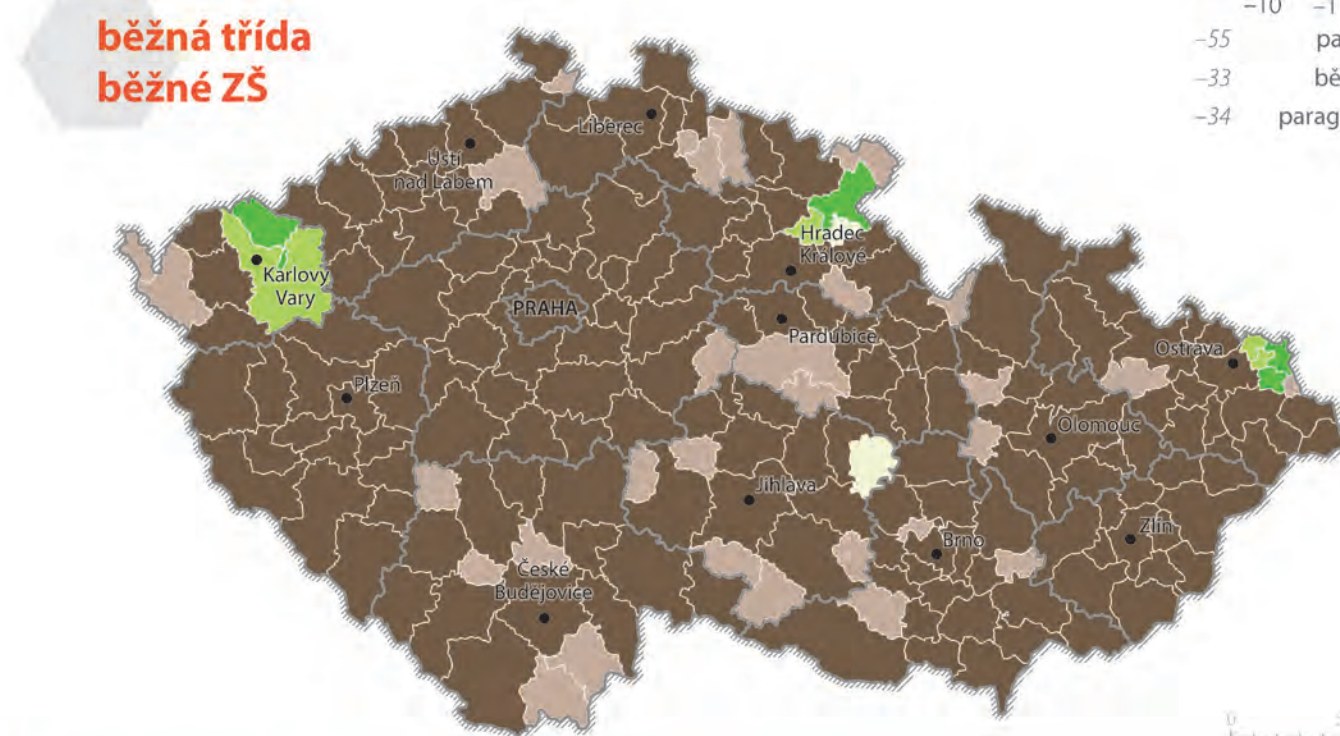 běžná třída
běžné ZŠ
−10
−55
−33
−34
Liberec
Ústí
nad Labem
Hradec
Králové
Karlovy
Vary
PRAHA
Pardubice
Ostrava
Plzeň
Olomouc
Jihlava
Zlín
Brno
České
Budějovice
0